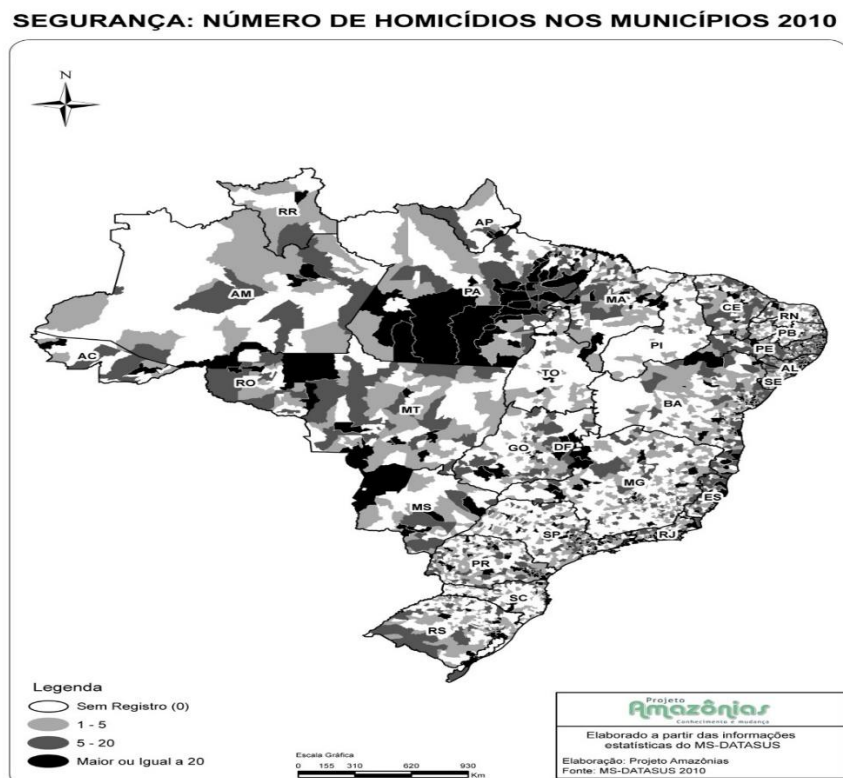 SEGURANÇA: NÚMERO DE HOMICÍDIOS NOS MUNICÍPIOS 2010
N
RR
AP
AM
PA
MA
CE
RN
PB
PI
PE
AL
SE
AC
RO
TO
BA
MT
GO
DF
MG
ES
MS
SP
RJ
PR
SC
RS
Legenda
Sem Registro (0)
1 - 5
5 - 20
Maior ou Igual a 20
Escala Gráfica
0 155 310 620 930
Km
Projeto
Amazônias
Conhecimento e mudança
Elaborado a partir das informações
estatísticas do MS-DATASUS
Elaboração: Projeto Amazônias
Fonte: MS-DATASUS 2010